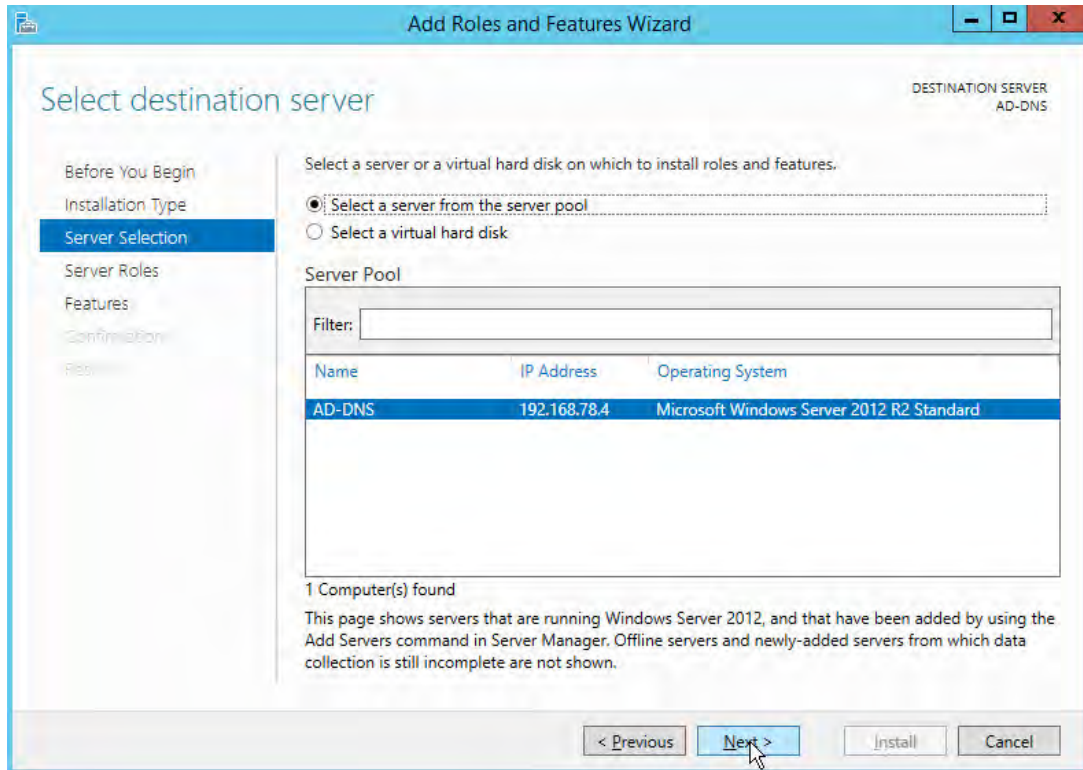 Add Roles and Features Wizard
Select destination server
DESTINATION SERVER
AD-DNS
Before You Begin
Installation Type
Server Selection
Server Roles
Features
Confirmation
Results
Select a server or a virtual hard disk on which to install roles and features.
Select a server from the server pool
Select a virtual hard disk
Server Pool
Filter:
Name IP Address Operating System
AD-DNS 192.168.78.4 Microsoft Windows Server 2012 R2 Standard
1 Computer(s) found
This page shows servers that are running Windows Server 2012, and that have been added by using the
Add Servers command in Server Manager. Offline servers and newly-added servers from which data
collection is still incomplete are not shown.
< Previous Next > Install Cancel